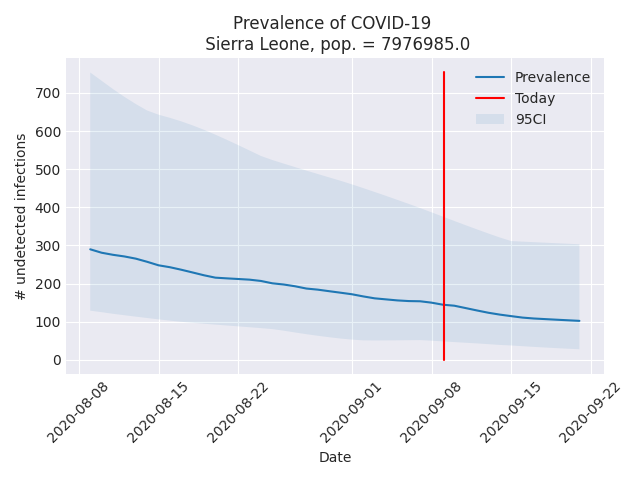 Prevalence of COVID-19
Sierra Leone, pop. = 7976985.0
# undetected infections
700
600
500
400
300
200
100
0
Prevalence
Today
95CI
2020-08-08
2020-08-15
2020-08-22
2020-09-01
2020-09-08
2020-09-15
2020-09-22
Date